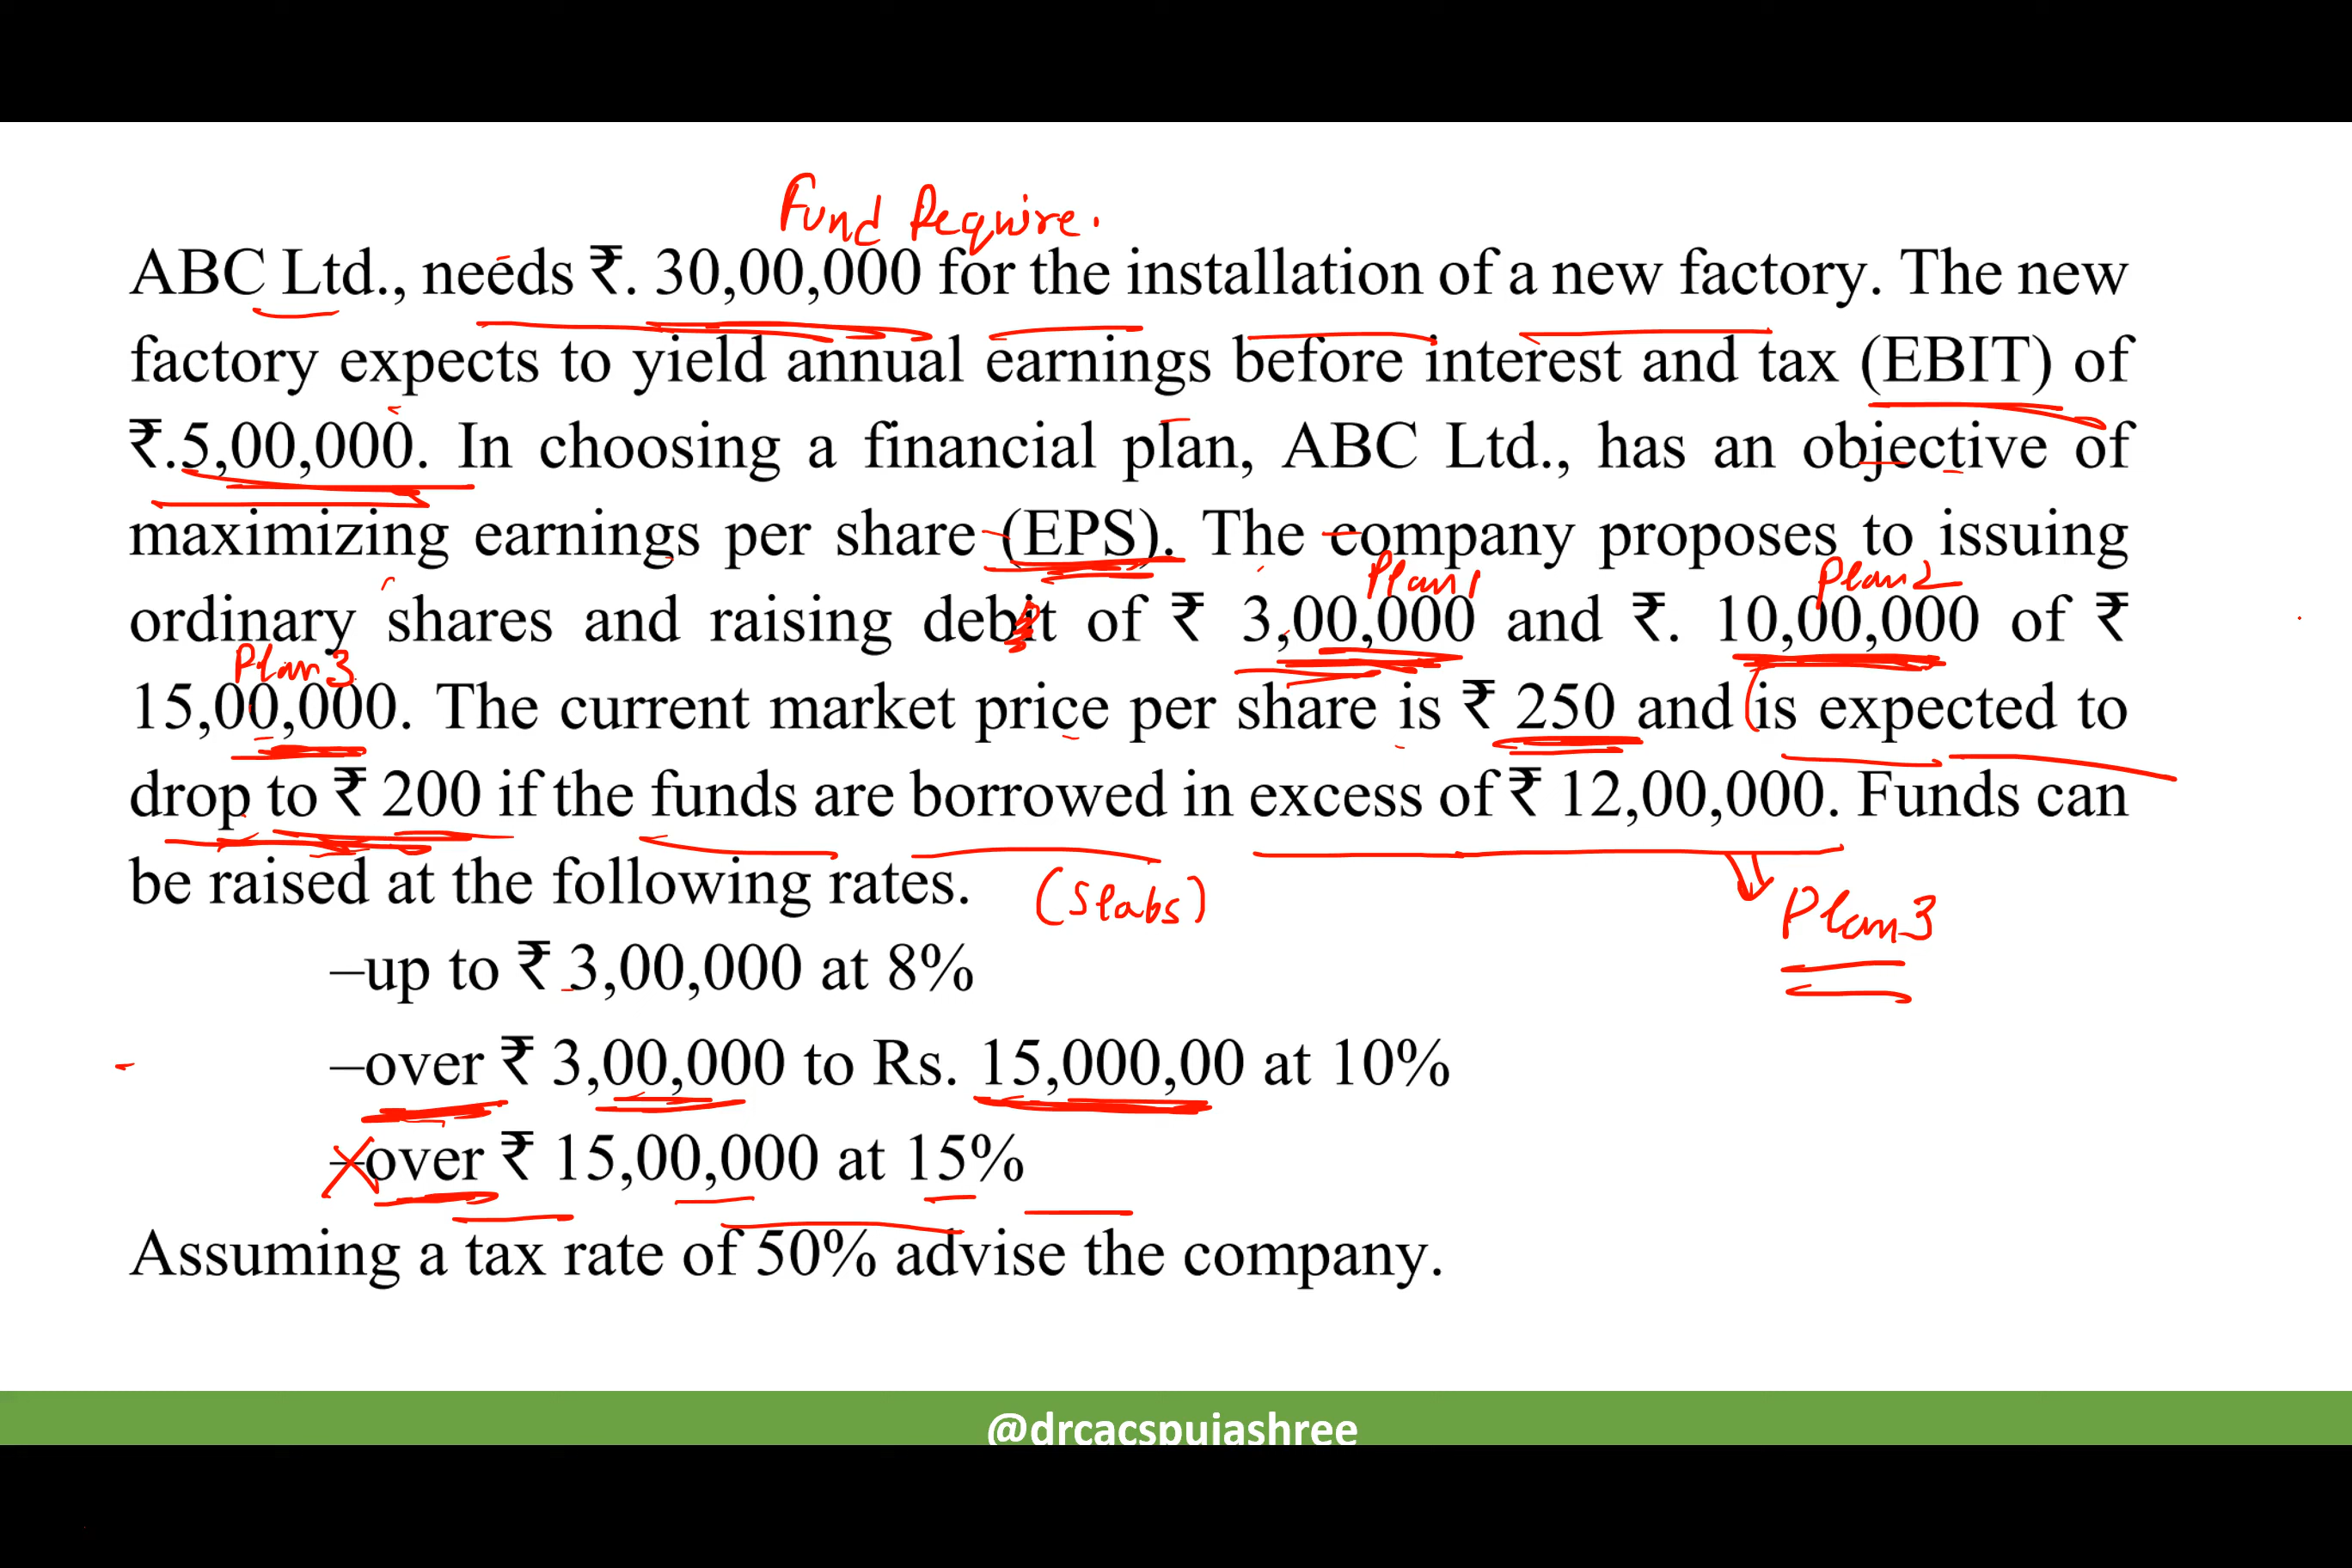 Fund Require.
ABC Ltd., needs ₹. 30,00,000 for the installation of a new factory. The new
factory expects to yield annual earnings before interest and tax (EBIT) of
₹.5,00,000. In choosing a financial plan, ABC Ltd., has an objective of
maximizing earnings per share (EPS). The company proposes to issuing
Plan 1 Plan 2
ordinary shares and raising debit of ₹ 3,00,000 and ₹. 10,00,000 of ₹
Plan 3
15,00,000. The current market price per share is ₹ 250 and is expected to
drop to ₹ 200 if the funds are borrowed in excess of ₹ 12,00,000. Funds can
be raised at the following rates. (Slabs)
Plan 3
–up to ₹ 3,00,000 at 8%
–over ₹ 3,00,000 to Rs. 15,000,00 at 10%
–over ₹ 15,00,000 at 15%
Assuming a tax rate of 50% advise the company.
@drcacspujashree